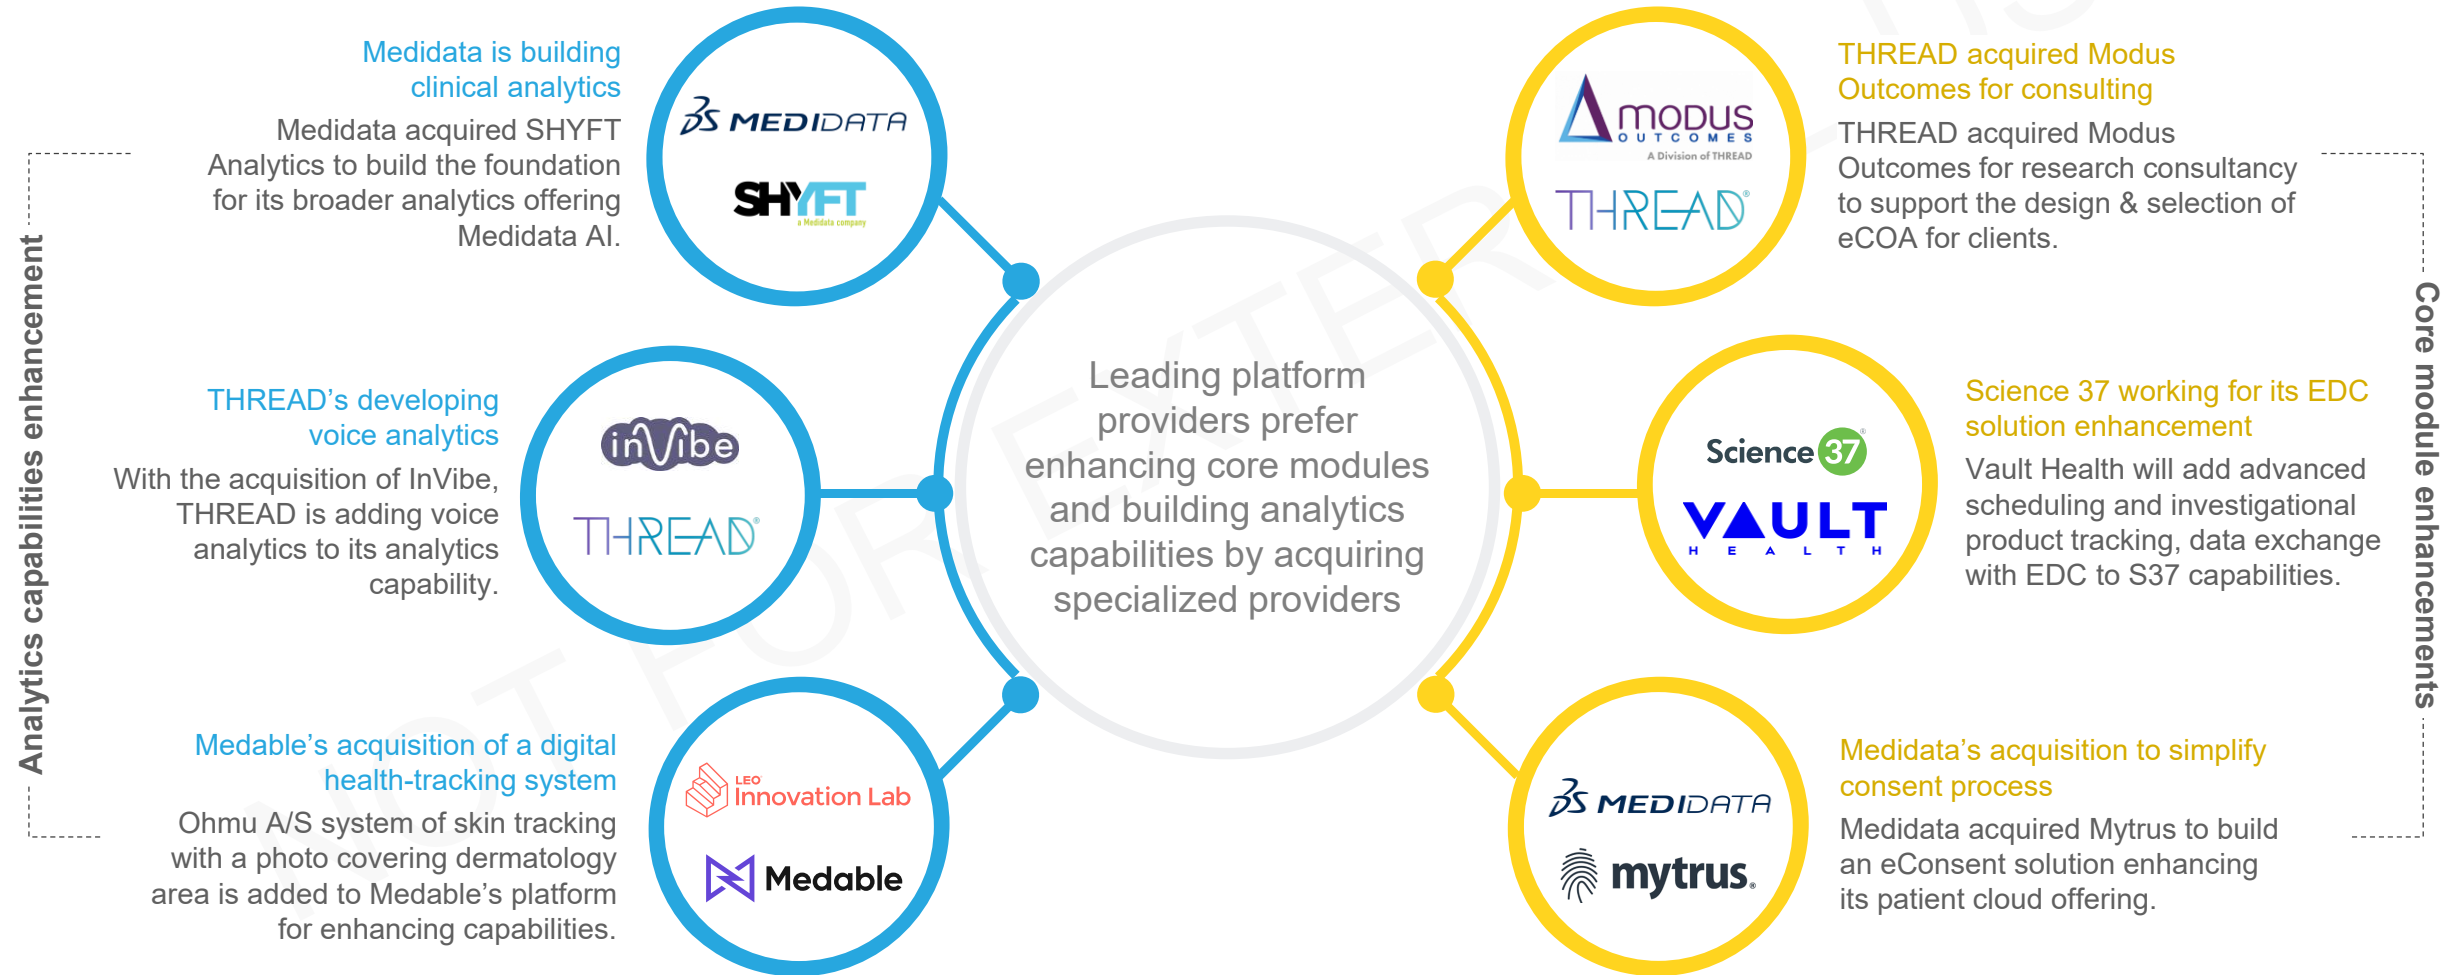 Analytics capabilities enhancement
Medidata is building
clinical analytics
Medidata acquired SHYFT
Analytics to build the foundation
for its broader analytics offering
Medidata AI.
MEDIDATA
SHYFT
a Medidata company
THREAD’s developing
voice analytics
With the acquisition of InVibe,
THREAD is adding voice
analytics to its analytics
capability.
inVibe
THREAD®
Medable’s acquisition of a digital
health-tracking system
Ohmu A/S system of skin tracking
with a photo covering dermatology
area is added to Medable’s platform
for enhancing capabilities.
LEO
Innovation Lab
Medable
Leading platform
providers prefer
enhancing core modules
and building analytics
capabilities by acquiring
specialized providers
MODUS
OUTCOMES
A Division of THREAD
THREAD®
THREAD acquired Modus
Outcomes for consulting
THREAD acquired Modus
Outcomes for research consultancy
to support the design & selection of
eCOA for clients.
Science 37®
VAULT
HEALTH
Science 37 working for its EDC
solution enhancement
Vault Health will add advanced
scheduling and investigational
product tracking, data exchange
with EDC to S37 capabilities.
MEDIDATA
mytrus®
Medidata’s acquisition to simplify
consent process
Medidata acquired Mytrus to build
an eConsent solution enhancing
its patient cloud offering.
Core module enhancements
NOT FOR EXTER